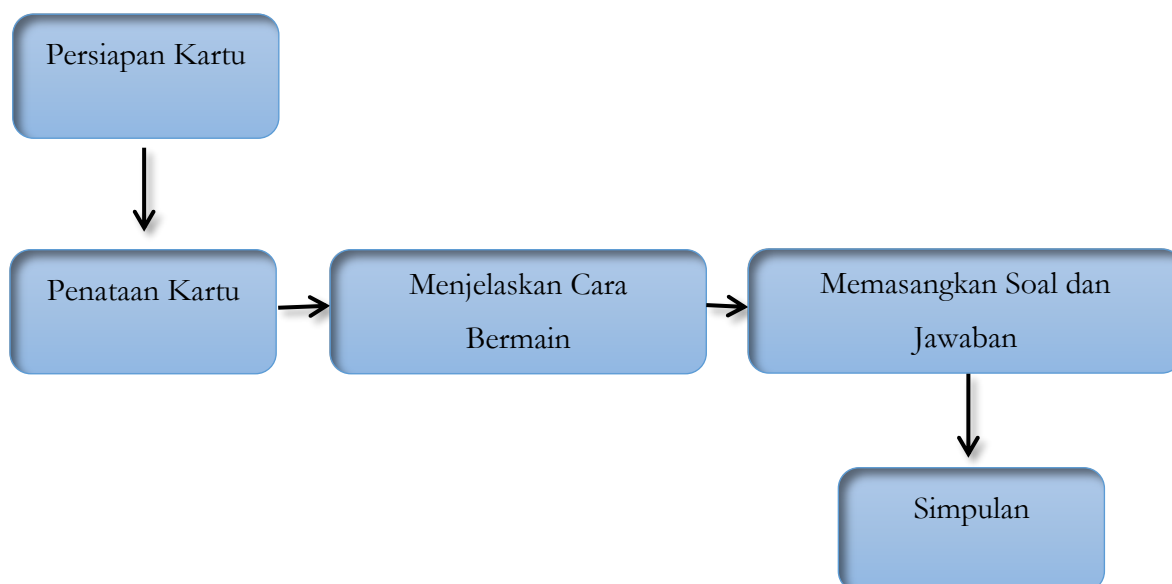 Persiapan Kartu
Penataan Kartu
Menjelaskan Cara
Bermain
Memasangkan Soal dan
Jawaban
Simpulan